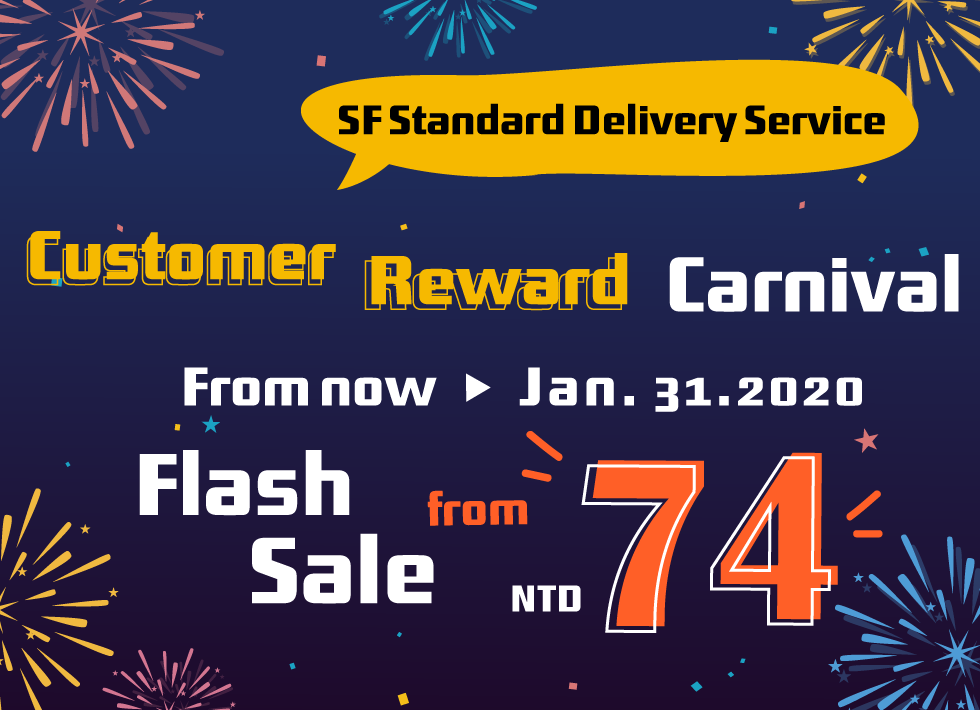 SF Standard Delivery Service
Customer Reward Carnival
From now ▶ Jan. 31.2020
Flash
Sale
from
NTD 74